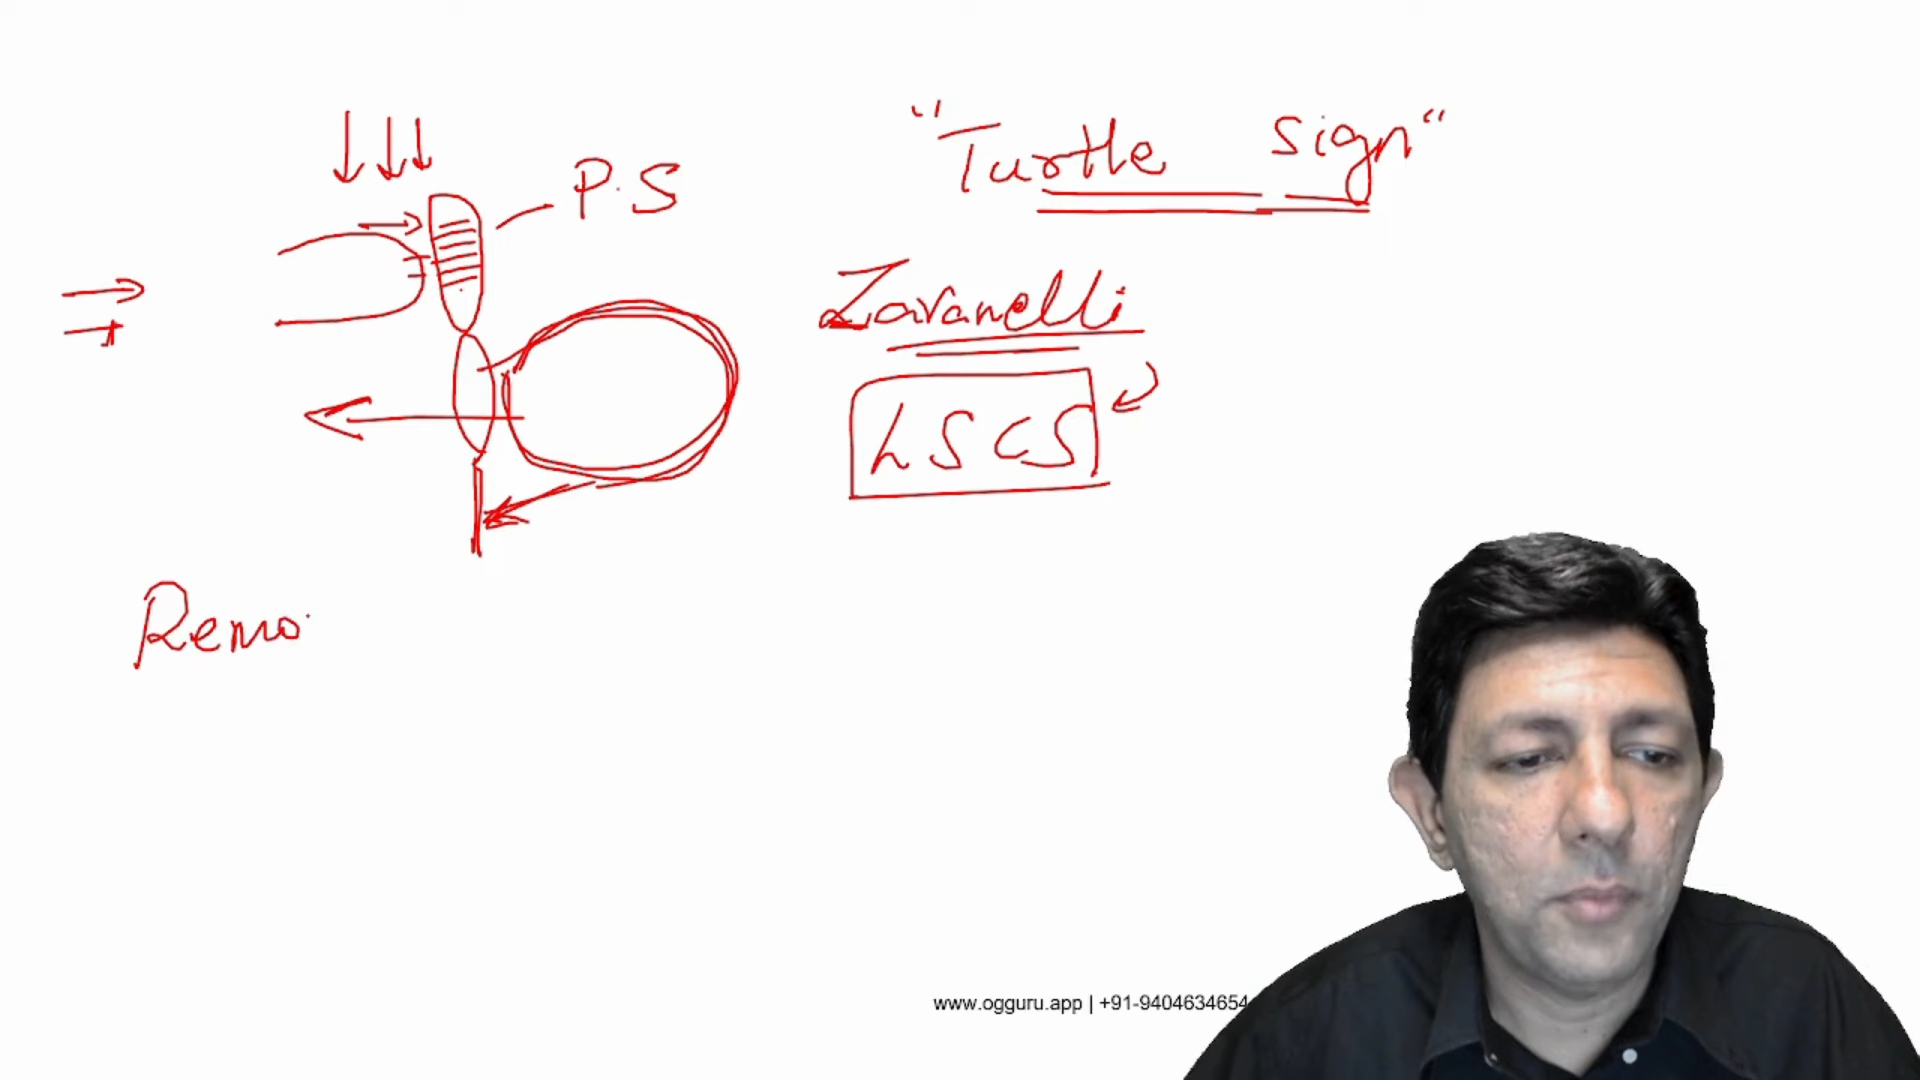 "Turtle Sign"
P.S
Zavanelli
LSCS
Remo
www.ogguru.app | +91-9404634654